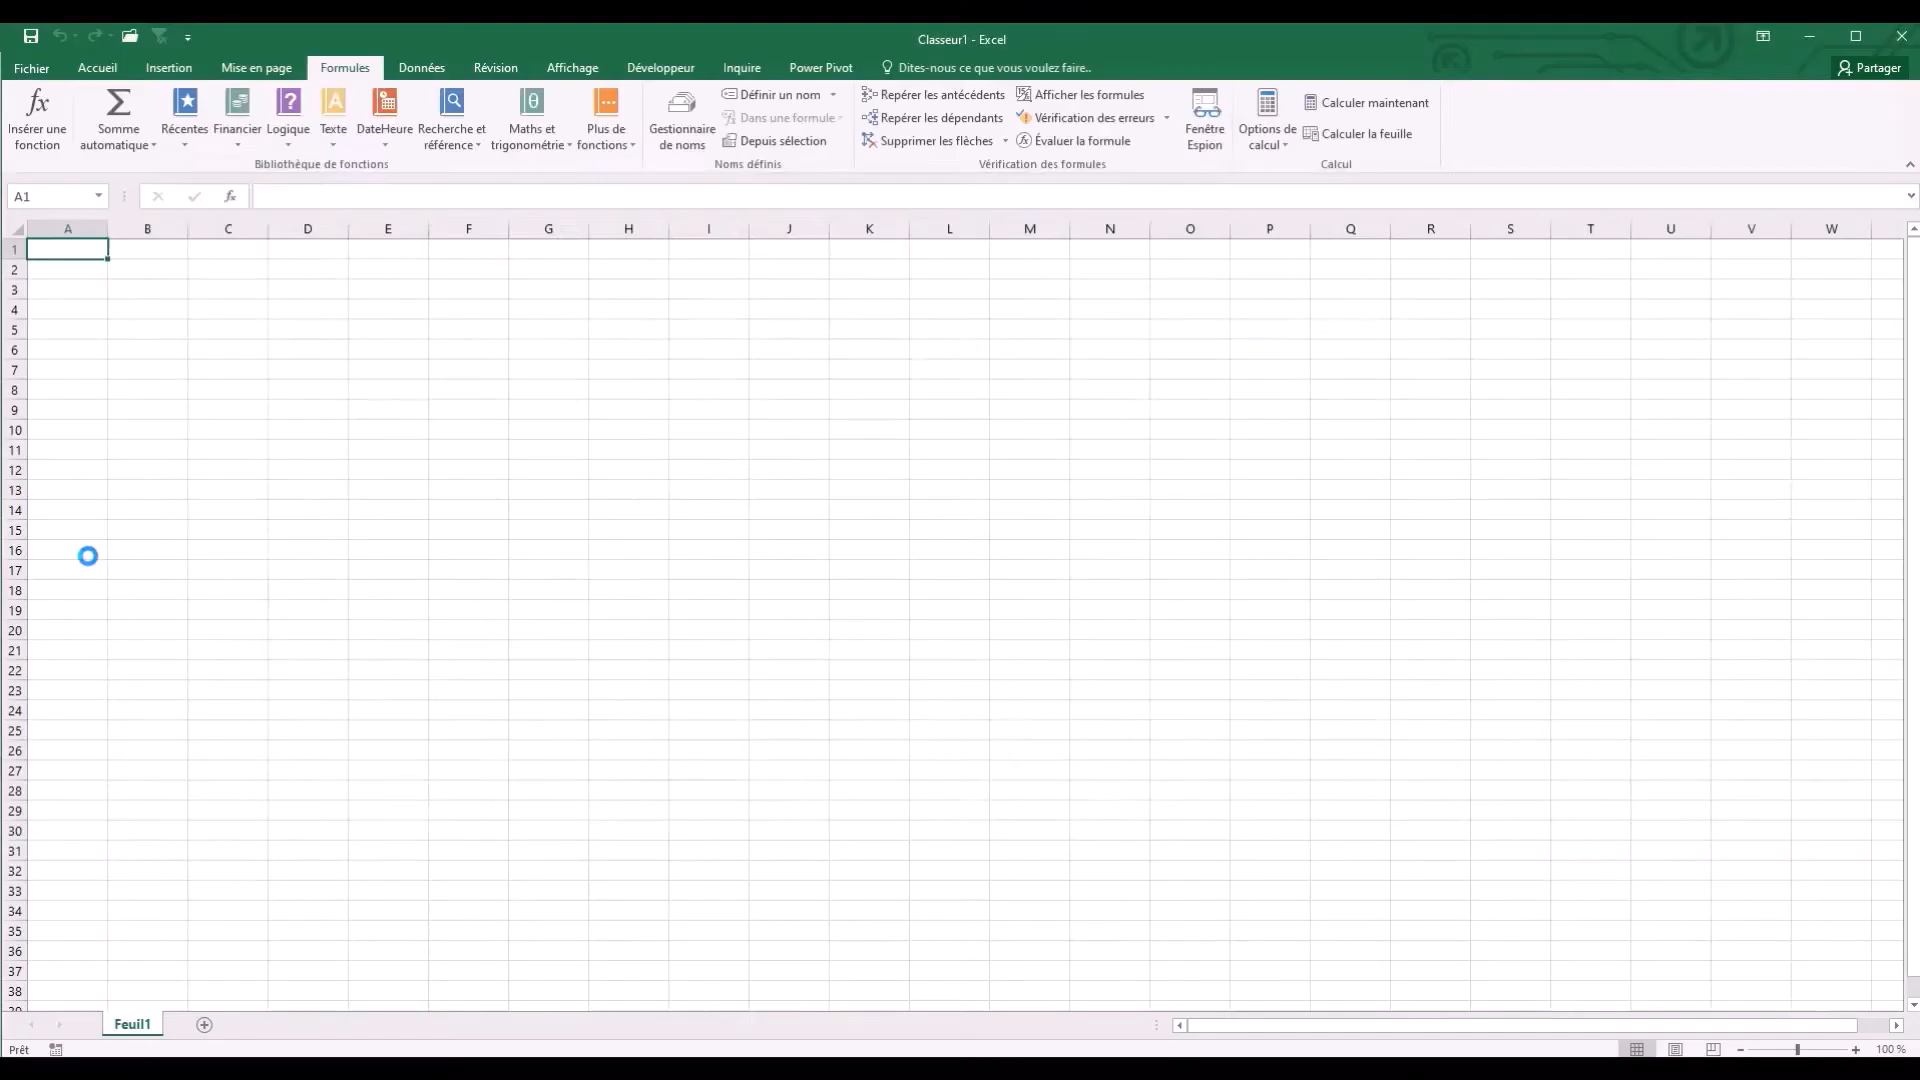 Classeur1 - Excel
Fichier Accueil Insertion Mise en page Formules Données Révision Affichage Développeur Inquire Power Pivot Dites-nous ce que vous voulez faire.. Partager
Insérer une fonction
Somme automatique
Récentes
Financier
Logique
Texte
DateHeure
Recherche et référence
Maths et trigonométrie
Plus de fonctions
Bibliothèque de fonctions
Gestionnaire de noms
Définir un nom
Dans une formule
Depuis sélection
Noms définis
Repérer les antécédents
Repérer les dépendants
Supprimer les flèches
Afficher les formules
Vérification des erreurs
Évaluer la formule
Vérification des formules
Fenêtre Espion
Options de calcul
Calculer maintenant
Calculer la feuille
Calcul
A1 fx
A B C D E F G H I J K L M N O P Q R S T U V W
1
2
3
4
5
6
7
8
9
10
11
12
13
14
15
16
17
18
19
20
21
22
23
24
25
26
27
28
29
30
31
32
33
34
35
36
37
38
39
Feuil1
Prêt 100 %